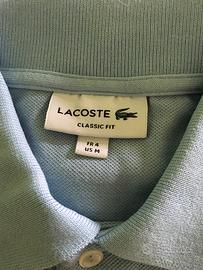 LACOSTE
CLASSIC FIT
FR 4
US M